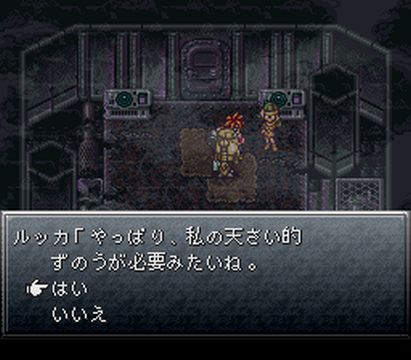 ルッカ「やっぱり、私の天さい的
ずのうが必要みたいね。
はい
いいえ